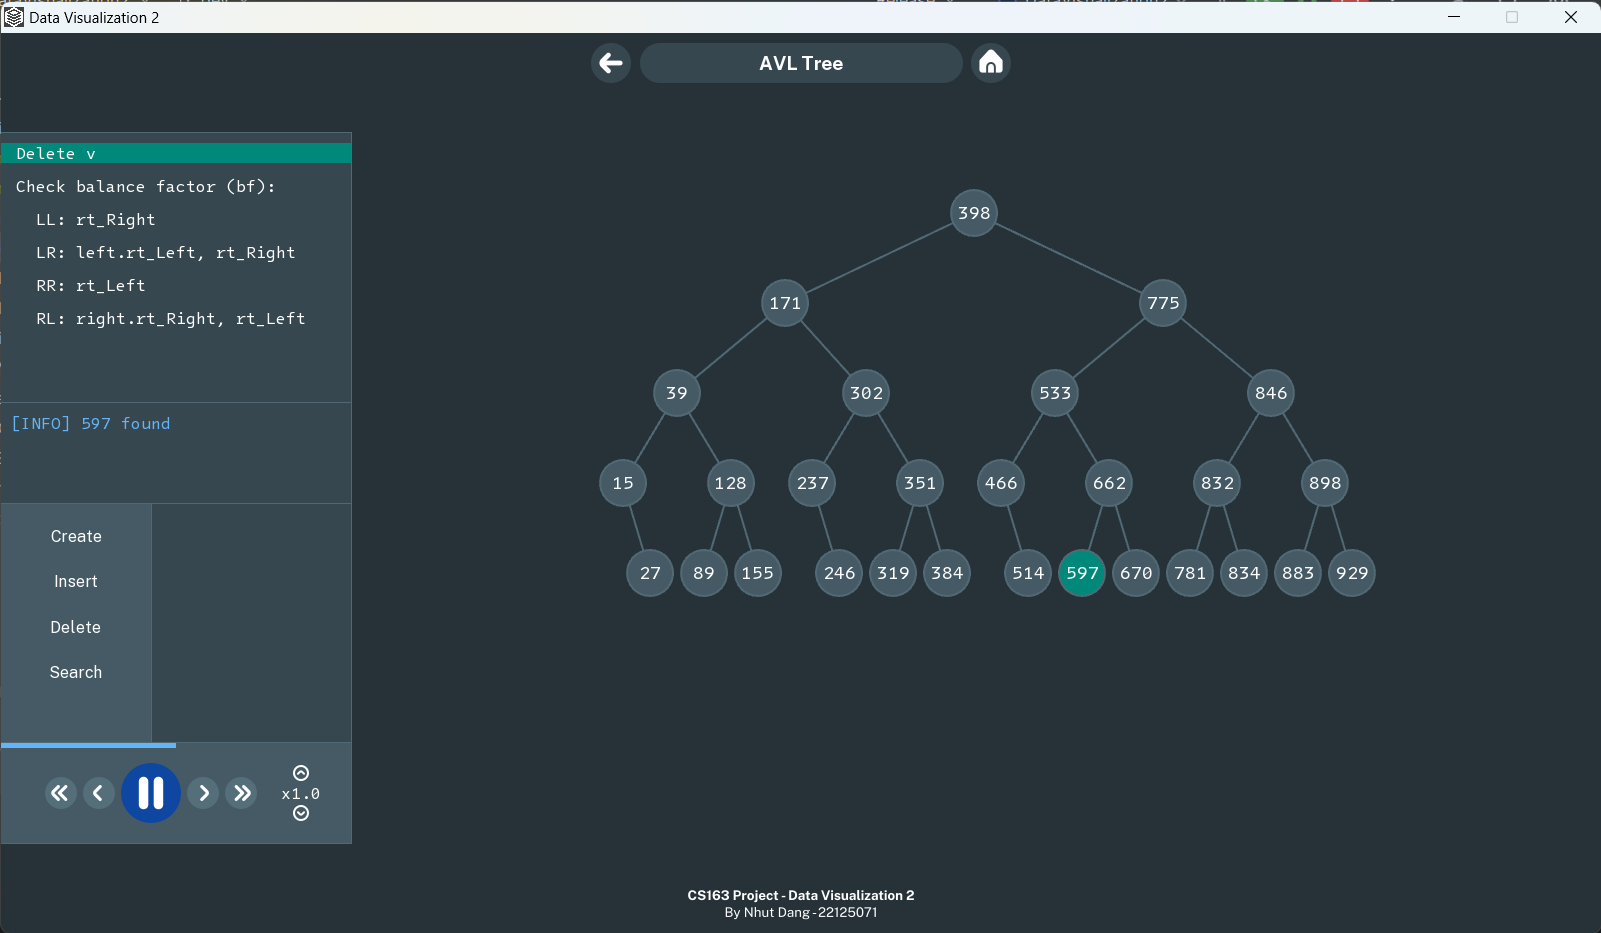 Data Visualization 2
AVL Tree
Delete v
Check balance factor (bf):
LL: rt_Right
LR: left.rt_Left, rt_Right
RR: rt_Left
RL: right.rt_Right, rt_Left
[INFO] 597 found
Create
Insert
Delete
Search
x1.0
398
171 775
39 302 533 846
15 128 237 351 466 662 832 898
27 89 155 246 319 384 514 597 670 781 834 883 929
CS163 Project - Data Visualization 2
By Nhut Dang - 22125071